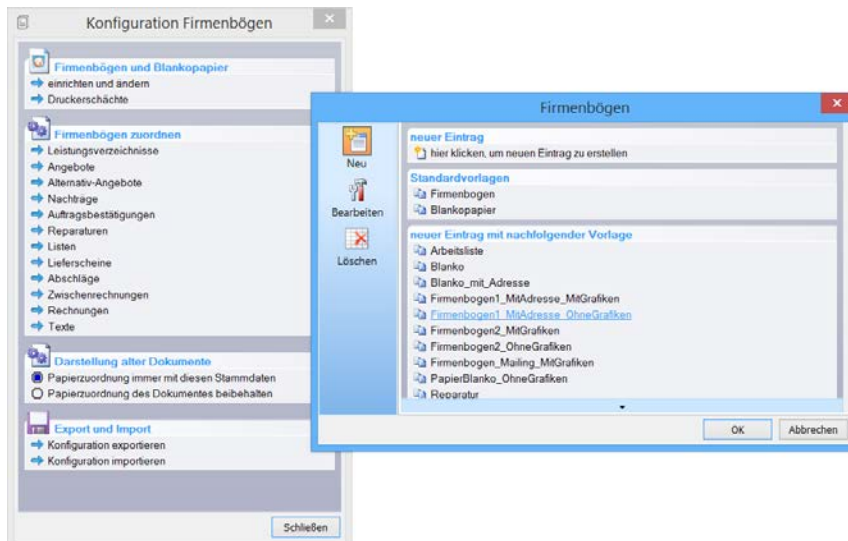 Konfiguration Firmenbögen
Firmenbögen und Blankopapier
einrichten und ändern
Druckerschächte
Firmenbögen zuordnen
Leistungsverzeichnisse
Angebote
Alternativ-Angebote
Nachträge
Auftragsbestätigungen
Reparaturen
Listen
Lieferscheine
Abschläge
Zwischenrechnungen
Rechnungen
Texte
Darstellung alter Dokumente
Papierzuordnung immer mit diesen Stammdaten
Papierzuordnung des Dokumentes beibehalten
Export und Import
Konfiguration exportieren
Konfiguration importieren
Schließen
Firmenbögen
Neu
Bearbeiten
Löschen
neuer Eintrag
hier klicken, um neuen Eintrag zu erstellen
Standardvorlagen
Firmenbogen
Blankopapier
neuer Eintrag mit nachfolgender Vorlage
Arbeitsliste
Blanko
Blanko_mit_Adresse
Firmenbogen1_MitAdresse_MitGrafiken
Firmenbogen1_MitAdresse_OhneGrafiken
Firmenbogen2_MitGrafiken
Firmenbogen2_OhneGrafiken
Firmenbogen_Mailing_MitGrafiken
PapierBlanko_OhneGrafiken
Reparatur
OK
Abbrechen